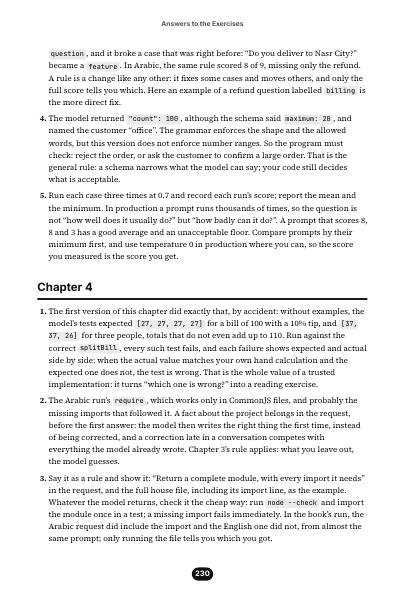 Answers to the Exercises
question, and it broke a case that was right before: “Do you deliver to Nasr City?”
became a feature. In Arabic, the same rule scored 8 of 9, missing only the refund.
A rule is a change like any other: it fixes some cases and moves others, and only the
full score tells you which. Here an example of a refund question labelled billing is
the more direct fix.
4. The model returned "count": 100, although the schema said maximum: 20, and
named the customer “office”. The grammar enforces the shape and the allowed
words, but this version does not enforce number ranges. So the program must
check: reject the order, or ask the customer to confirm a large order. That is the
general rule: a schema narrows what the model can say; your code still decides
what is acceptable.
5. Run each case three times at 0.7 and record each run’s score; report the mean and
the minimum. In production a prompt runs thousands of times, so the question is
not “how well does it usually do?” but “how badly can it do?”. A prompt that scores 8,
8 and 3 has a good average and an unacceptable floor. Compare prompts by their
minimum first, and use temperature 0 in production where you can, so the score
you measured is the score you get.
Chapter 4
1. The first version of this chapter did exactly that, by accident: without examples, the
model’s tests expected [27, 27, 27, 27] for a bill of 100 with a 10% tip, and [37,
37, 26] for three people, totals that do not even add up to 110. Run against the
correct splitBill, every such test fails, and each failure shows expected and actual
side by side: when the actual value matches your own hand calculation and the
expected one does not, the test is wrong. That is the whole value of a trusted
implementation: it turns “which one is wrong?” into a reading exercise.
2. The Arabic run’s require, which works only in CommonJS files, and probably the
missing imports that followed it. A fact about the project belongs in the request,
before the first answer: the model then writes the right thing the first time, instead
of being corrected, and a correction late in a conversation competes with
everything the model already wrote. Chapter 3’s rule applies: what you leave out,
the model guesses.
3. Say it as a rule and show it: “Return a complete module, with every import it needs”
in the request, and the full house file, including its import line, as the example.
Whatever the model returns, check it the cheap way: run node --check and import
the module once in a test; a missing import fails immediately. In the book’s run, the
Arabic request did include the import and the English one did not, from almost the
same prompt; only running the file tells you which you got.
230